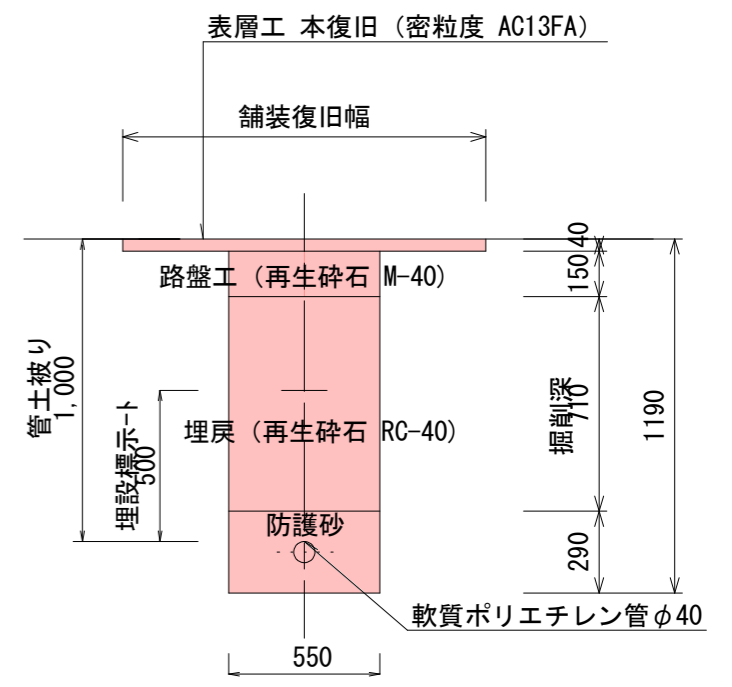 表層工 本復旧（密粒度 AC13FA）
舗装復旧幅
40
150
路盤工（再生砕石 M-40）
管土被り
1,000
埋設標示ート
500
埋戻（再生砕石 RC-40）
掘削深
710
1190
防護砂
290
軟質ポリエチレン管φ40
550